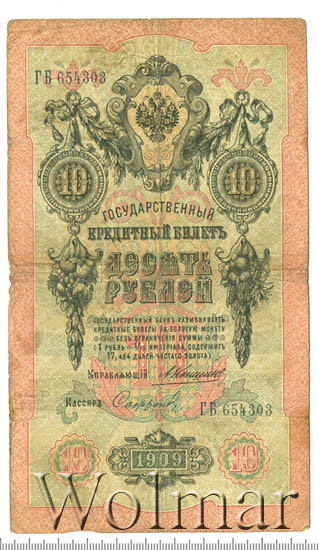 ГБ 654303
10 10
ГОСУДАРСТВЕННЫЙ
КРЕДИТНЫЙ БИЛЕТЪ
ДЕСЯТЬ
РУБЛЕЙ
ГОСУДАРСТВЕННЫЙ БАНКЪ РАЗМѢНИВАЕТЪ
КРЕДИТНЫЕ БИЛЕТЫ НА ЗОЛОТУЮ МОНЕТУ
БЕЗЪ ОГРАНИЧЕНІЯ СУММЫ
(1 РУБЛЬ = 1/15 ИМПЕРІАЛА, СОДЕРЖИТЪ
17,424 ДОЛЕЙ ЧИСТАГО ЗОЛОТА)
УПРАВЛЯЮЩІЙ
КАССИРЪ
ГБ 654303
10 1909 10
Wolmar